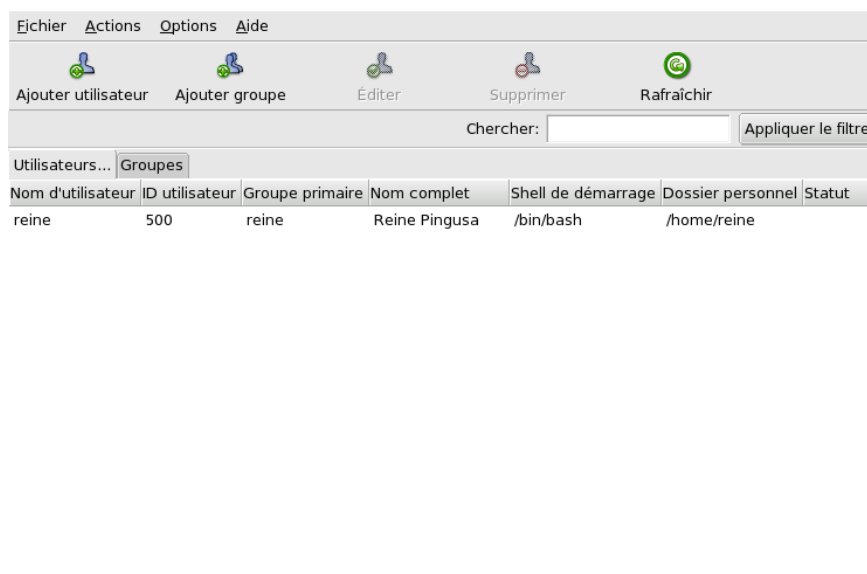 Fichier Actions Options Aide
Ajouter utilisateur Ajouter groupe Éditer Supprimer Rafraîchir
Chercher: Appliquer le filtre
Utilisateurs... Groupes
Nom d'utilisateur ID utilisateur Groupe primaire Nom complet Shell de démarrage Dossier personnel Statut
reine 500 reine Reine Pingusa /bin/bash /home/reine